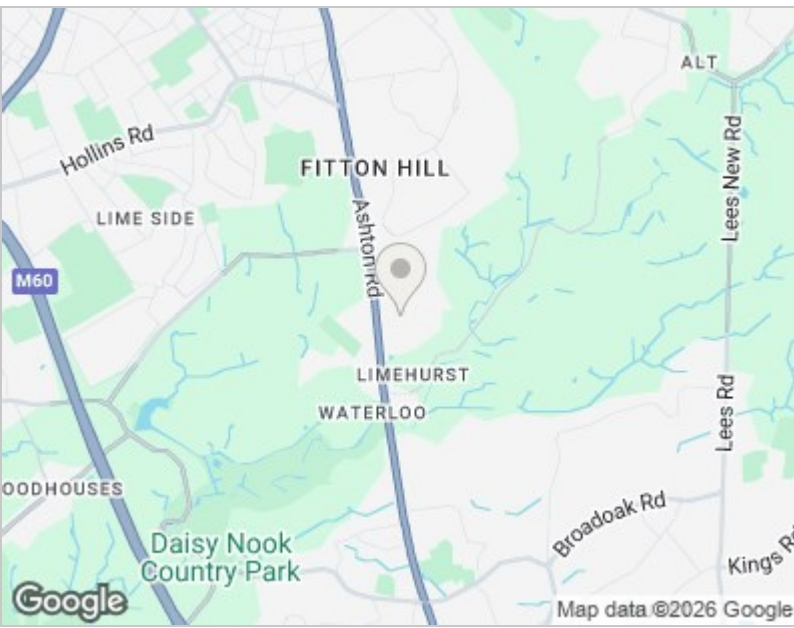 ALT
Hollins Rd
FITTON HILL
Lees New Rd
LIME SIDE
Ashton Rd
M60
LIMEHURST
WATERLOO
Lees Rd
OODHOUSES
Broadoak Rd
Daisy Nook
Country Park
Kings Rd
Google
Map data ©2026 Google